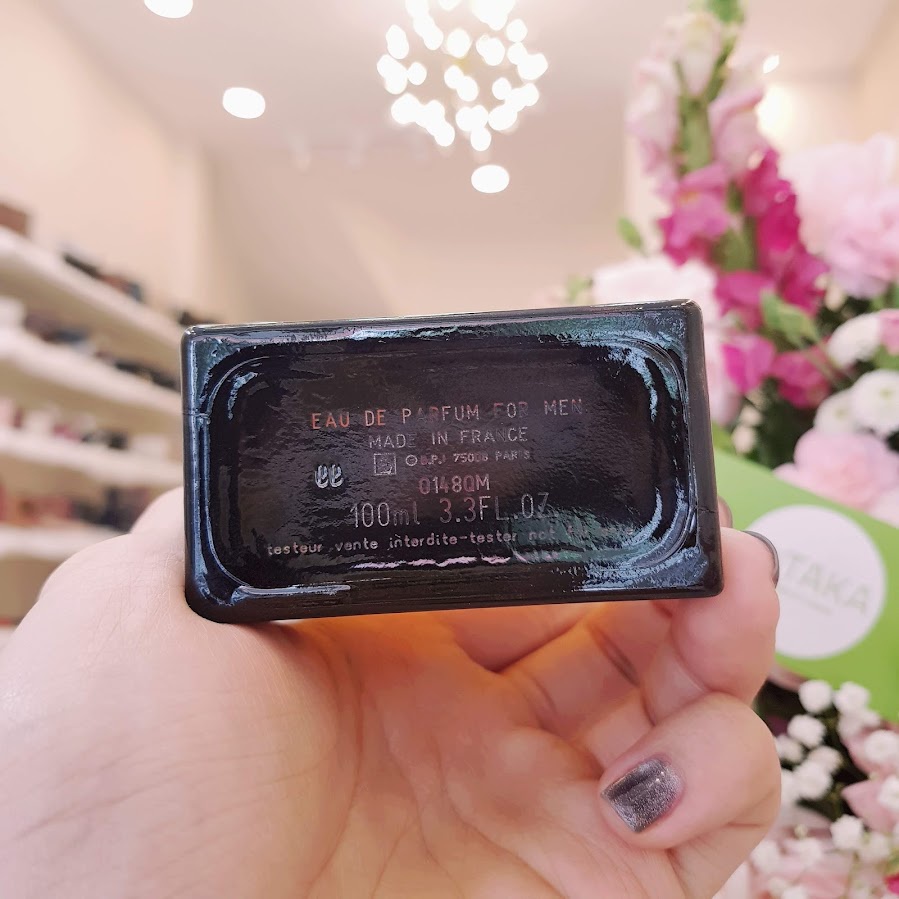 EAU DE PARFUM FOR MEN
MADE IN FRANCE
B.P.I 75008 PARIS
0148QM
100ml 3.3FL.OZ
testeur vente interdite-tester not
TAKA